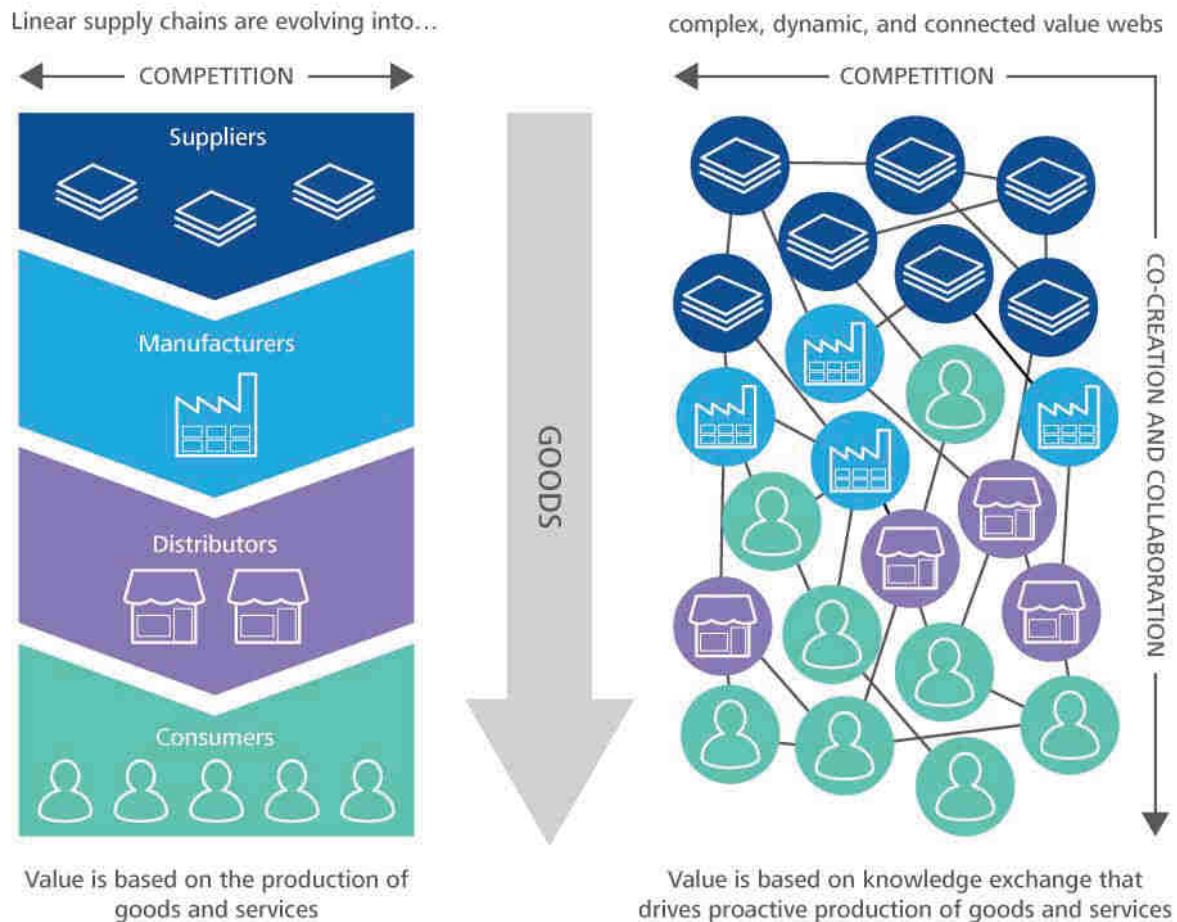 Linear supply chains are evolving into…
COMPETITION
Suppliers
Manufacturers
Distributors
Consumers
Value is based on the production of
goods and services
GOODS
complex, dynamic, and connected value webs
COMPETITION
CO-CREATION AND COLLABORATION
Value is based on knowledge exchange that
drives proactive production of goods and services